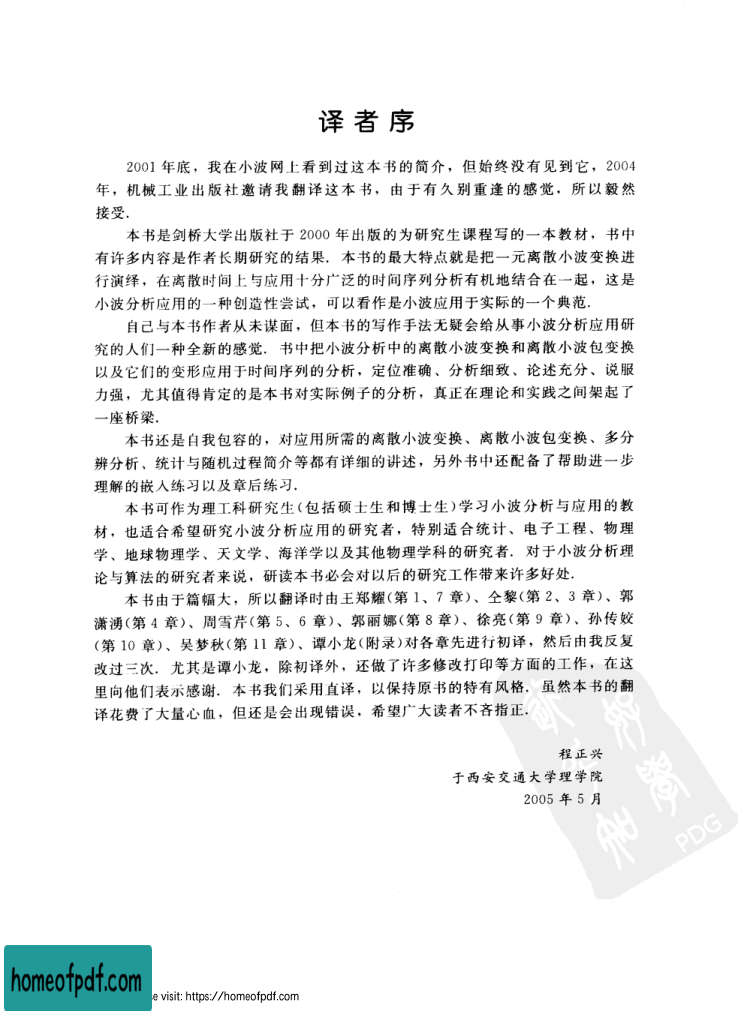 译者序
2001 年底，我在小波网上看到过这本书的简介，但始终没有见到它，2004
年，机械工业出版社邀请我翻译这本书，由于有久别重逢的感觉，所以毅然
接受．
本书是剑桥大学出版社于 2000 年出版的为研究生课程写的一本教材，书中
有许多内容是作者长期研究的结果．本书的最大特点就是把一元离散小波变换进
行演绎，在离散时间上与应用十分广泛的时间序列分析有机地结合在一起，这是
小波分析应用的一种创造性尝试，可以看作是小波应用于实际的一个典范．
自己与本书作者从未谋面，但本书的写作手法无疑会给从事小波分析应用研
究的人们一种全新的感觉．书中把小波分析中的离散小波变换和离散小波包变换
以及它们的变形应用于时间序列的分析，定位准确、分析细致、论述充分、说服
力强，尤其值得肯定的是本书对实际例子的分析，真正在理论和实践之间架起了
一座桥梁．
本书还是自我包容的，对应用所需的离散小波变换、离散小波包变换、多分
辨分析、统计与随机过程简介等都有详细的讲述，另外书中还配备了帮助进一步
理解的嵌入练习以及章后练习．
本书可作为理工科研究生(包括硕士生和博士生)学习小波分析与应用的教
材，也适合希望研究小波分析应用的研究者，特别适合统计、电子工程、物理
学、地球物理学、天文学、海洋学以及其他物理学科的研究者．对于小波分析理
论与算法的研究者来说，研读本书必会对以后的研究工作带来许多好处．
本书由于篇幅大，所以翻译时由王郑耀(第 1、7 章)、仝黎(第 2、3 章)、郭
潇湧(第 4 章)、周雪芹(第 5、6 章)、郭丽娜(第 8 章)、徐亮(第 9 章)、孙传姣
(第 10 章)、吴梦秋(第 11 章)、谭小龙(附录)对各章先进行初译，然后由我反复
改过三次．尤其是谭小龙，除初译外，还做了许多修改打印等方面的工作，在这
里向他们表示感谢．本书我们采用直译，以保持原书的特有风格．虽然本书的翻
译花费了大量心血，但还是会出现错误，希望广大读者不吝指正．
程正兴
于西安交通大学理学院
2005 年 5 月
PDG
homeofpdf.com
e visit: https://homeofpdf.com